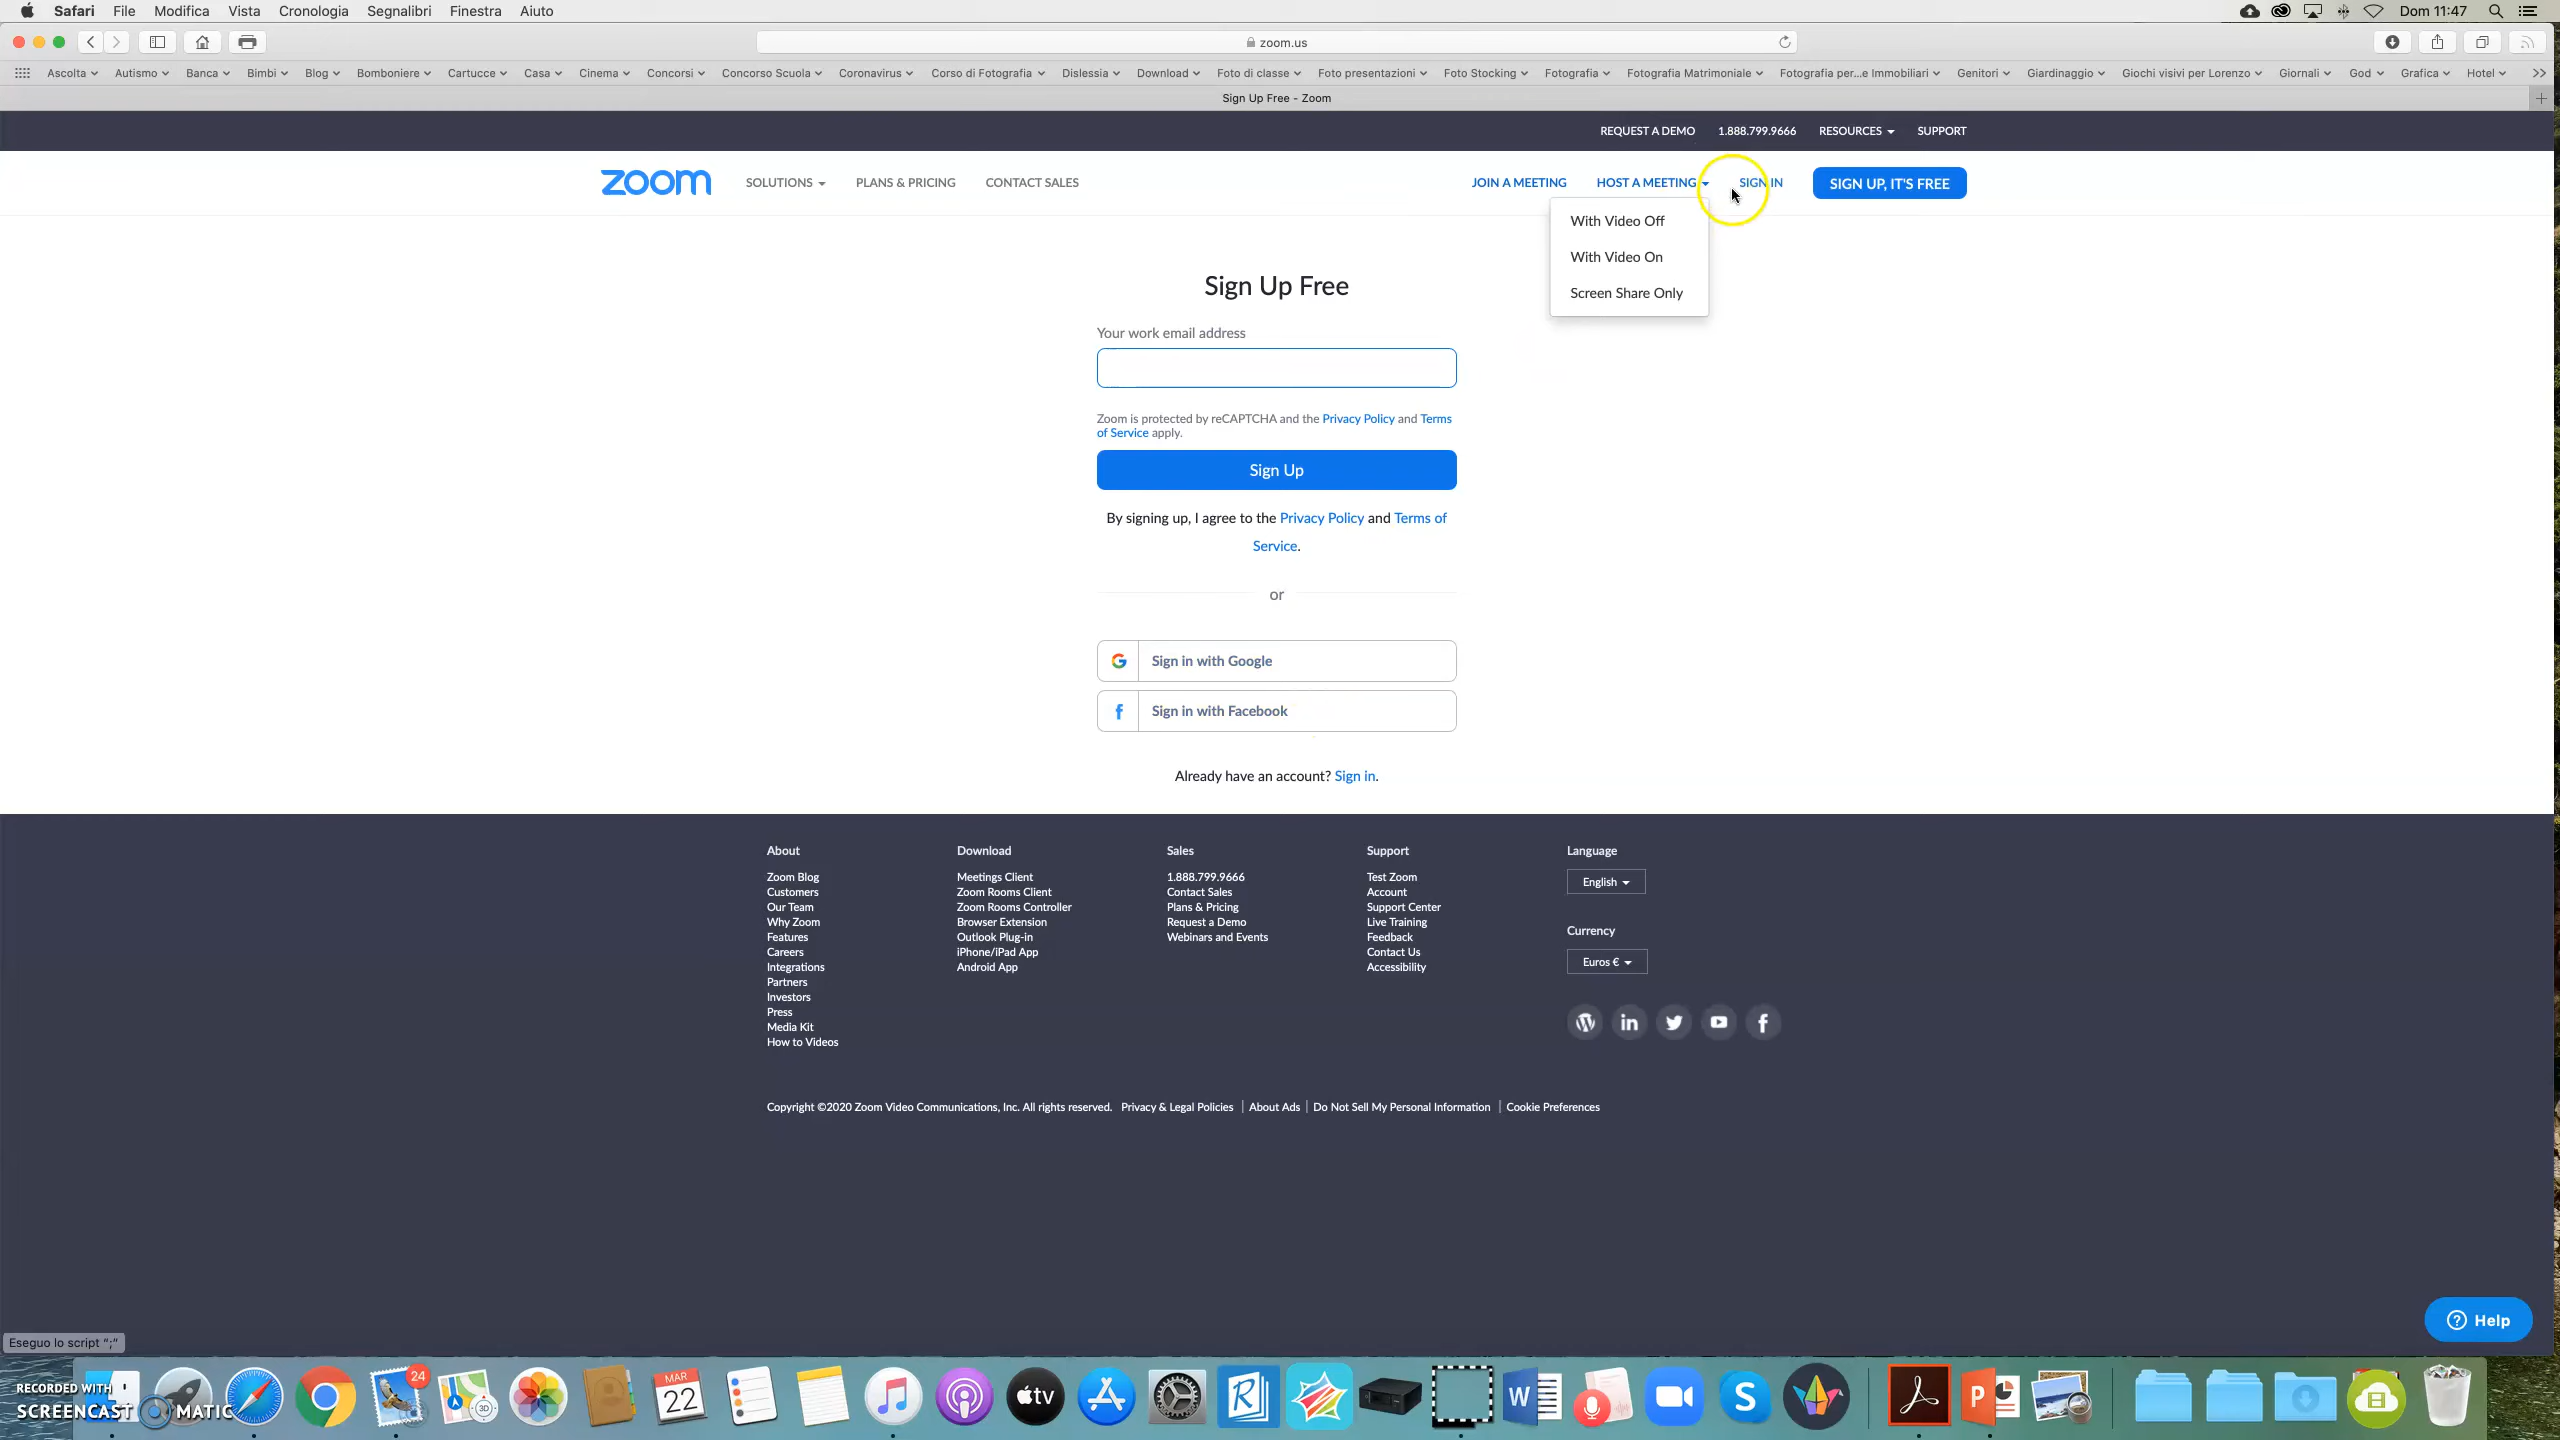 Safari File Modifica Vista Cronologia Segnalibri Finestra Aiuto Dom 11:47
zoom.us
Ascolta Autismo Banca Bimbi Blog Bomboniere Cartucce Casa Cinema Concorsi Concorso Scuola Coronavirus Corso di Fotografia Dislessia Download Foto di classe Foto presentazioni Foto Stocking Fotografia Fotografia Matrimoniale Fotografia per...e Immobiliari Genitori Giardinaggio Giochi visivi per Lorenzo Giornali God Grafica Hotel
Sign Up Free - Zoom
REQUEST A DEMO 1.888.799.9666 RESOURCES SUPPORT
zoom SOLUTIONS PLANS & PRICING CONTACT SALES JOIN A MEETING HOST A MEETING SIGN IN SIGN UP, IT'S FREE
With Video Off
With Video On
Screen Share Only
Sign Up Free
Your work email address
Zoom is protected by reCAPTCHA and the Privacy Policy and Terms
of Service apply.
Sign Up
By signing up, I agree to the Privacy Policy and Terms of
Service.
or
Sign in with Google
Sign in with Facebook
Already have an account? Sign in.
About
Zoom Blog
Customers
Our Team
Why Zoom
Features
Careers
Integrations
Partners
Investors
Press
Media Kit
How to Videos
Download
Meetings Client
Zoom Rooms Client
Zoom Rooms Controller
Browser Extension
Outlook Plug-in
iPhone/iPad App
Android App
Sales
1.888.799.9666
Contact Sales
Plans & Pricing
Request a Demo
Webinars and Events
Support
Test Zoom
Account
Support Center
Live Training
Feedback
Contact Us
Accessibility
Language
English
Currency
Euros €
Copyright ©2020 Zoom Video Communications, Inc. All rights reserved. Privacy & Legal Policies | About Ads | Do Not Sell My Personal Information | Cookie Preferences
Help
Eseguo lo script ";"
24
3D
MAR
22
tv
RECORDED WITH
SCREENCAST MATIC